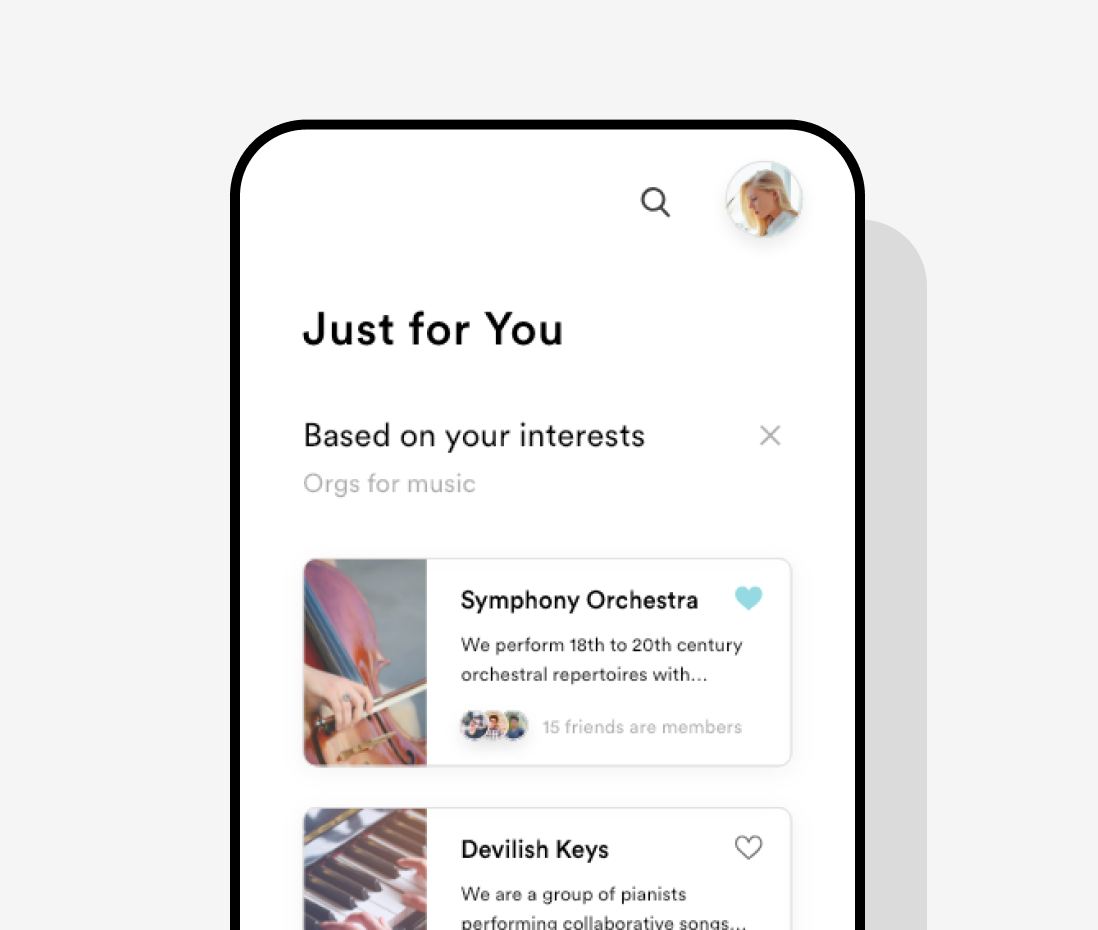 Just for You
Based on your interests
Orgs for music
Symphony Orchestra
We perform 18th to 20th century
orchestral repertoires with...
15 friends are members
Devilish Keys
We are a group of pianists
performing collaborative songs...